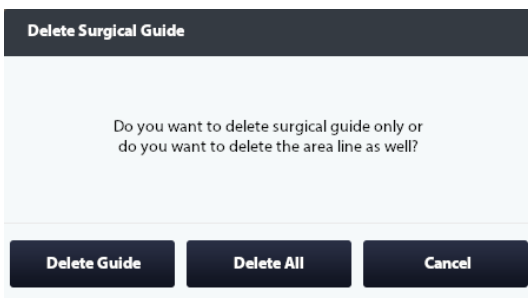 Delete Surgical Guide
Do you want to delete surgical guide only or
do you want to delete the area line as well?
Delete Guide
Delete All
Cancel